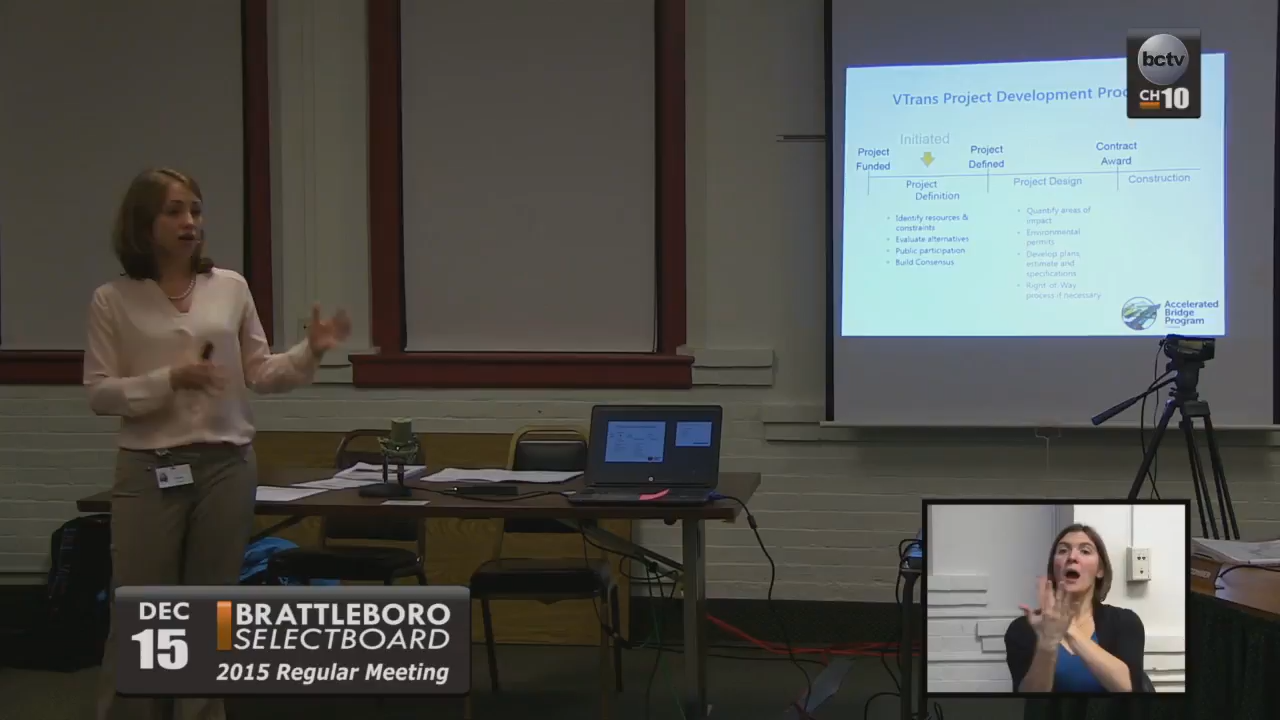 bctv
CH 10
VTrans Project Development
Initiated
Project
Funded
Project
Defined
Contract
Award
Project
Definition
Project Design
Construction
• Identify resources &
constraints
• Evaluate alternatives
• Public participation
• Build Consensus
• Quantify areas of
impact
• Environmental
permits
• Develop plans,
estimate and
specifications
• Right-of-Way
process if necessary
Accelerated
Bridge
Program
DEC
15
BRATTLEBORO
SELECTBOARD
2015 Regular Meeting